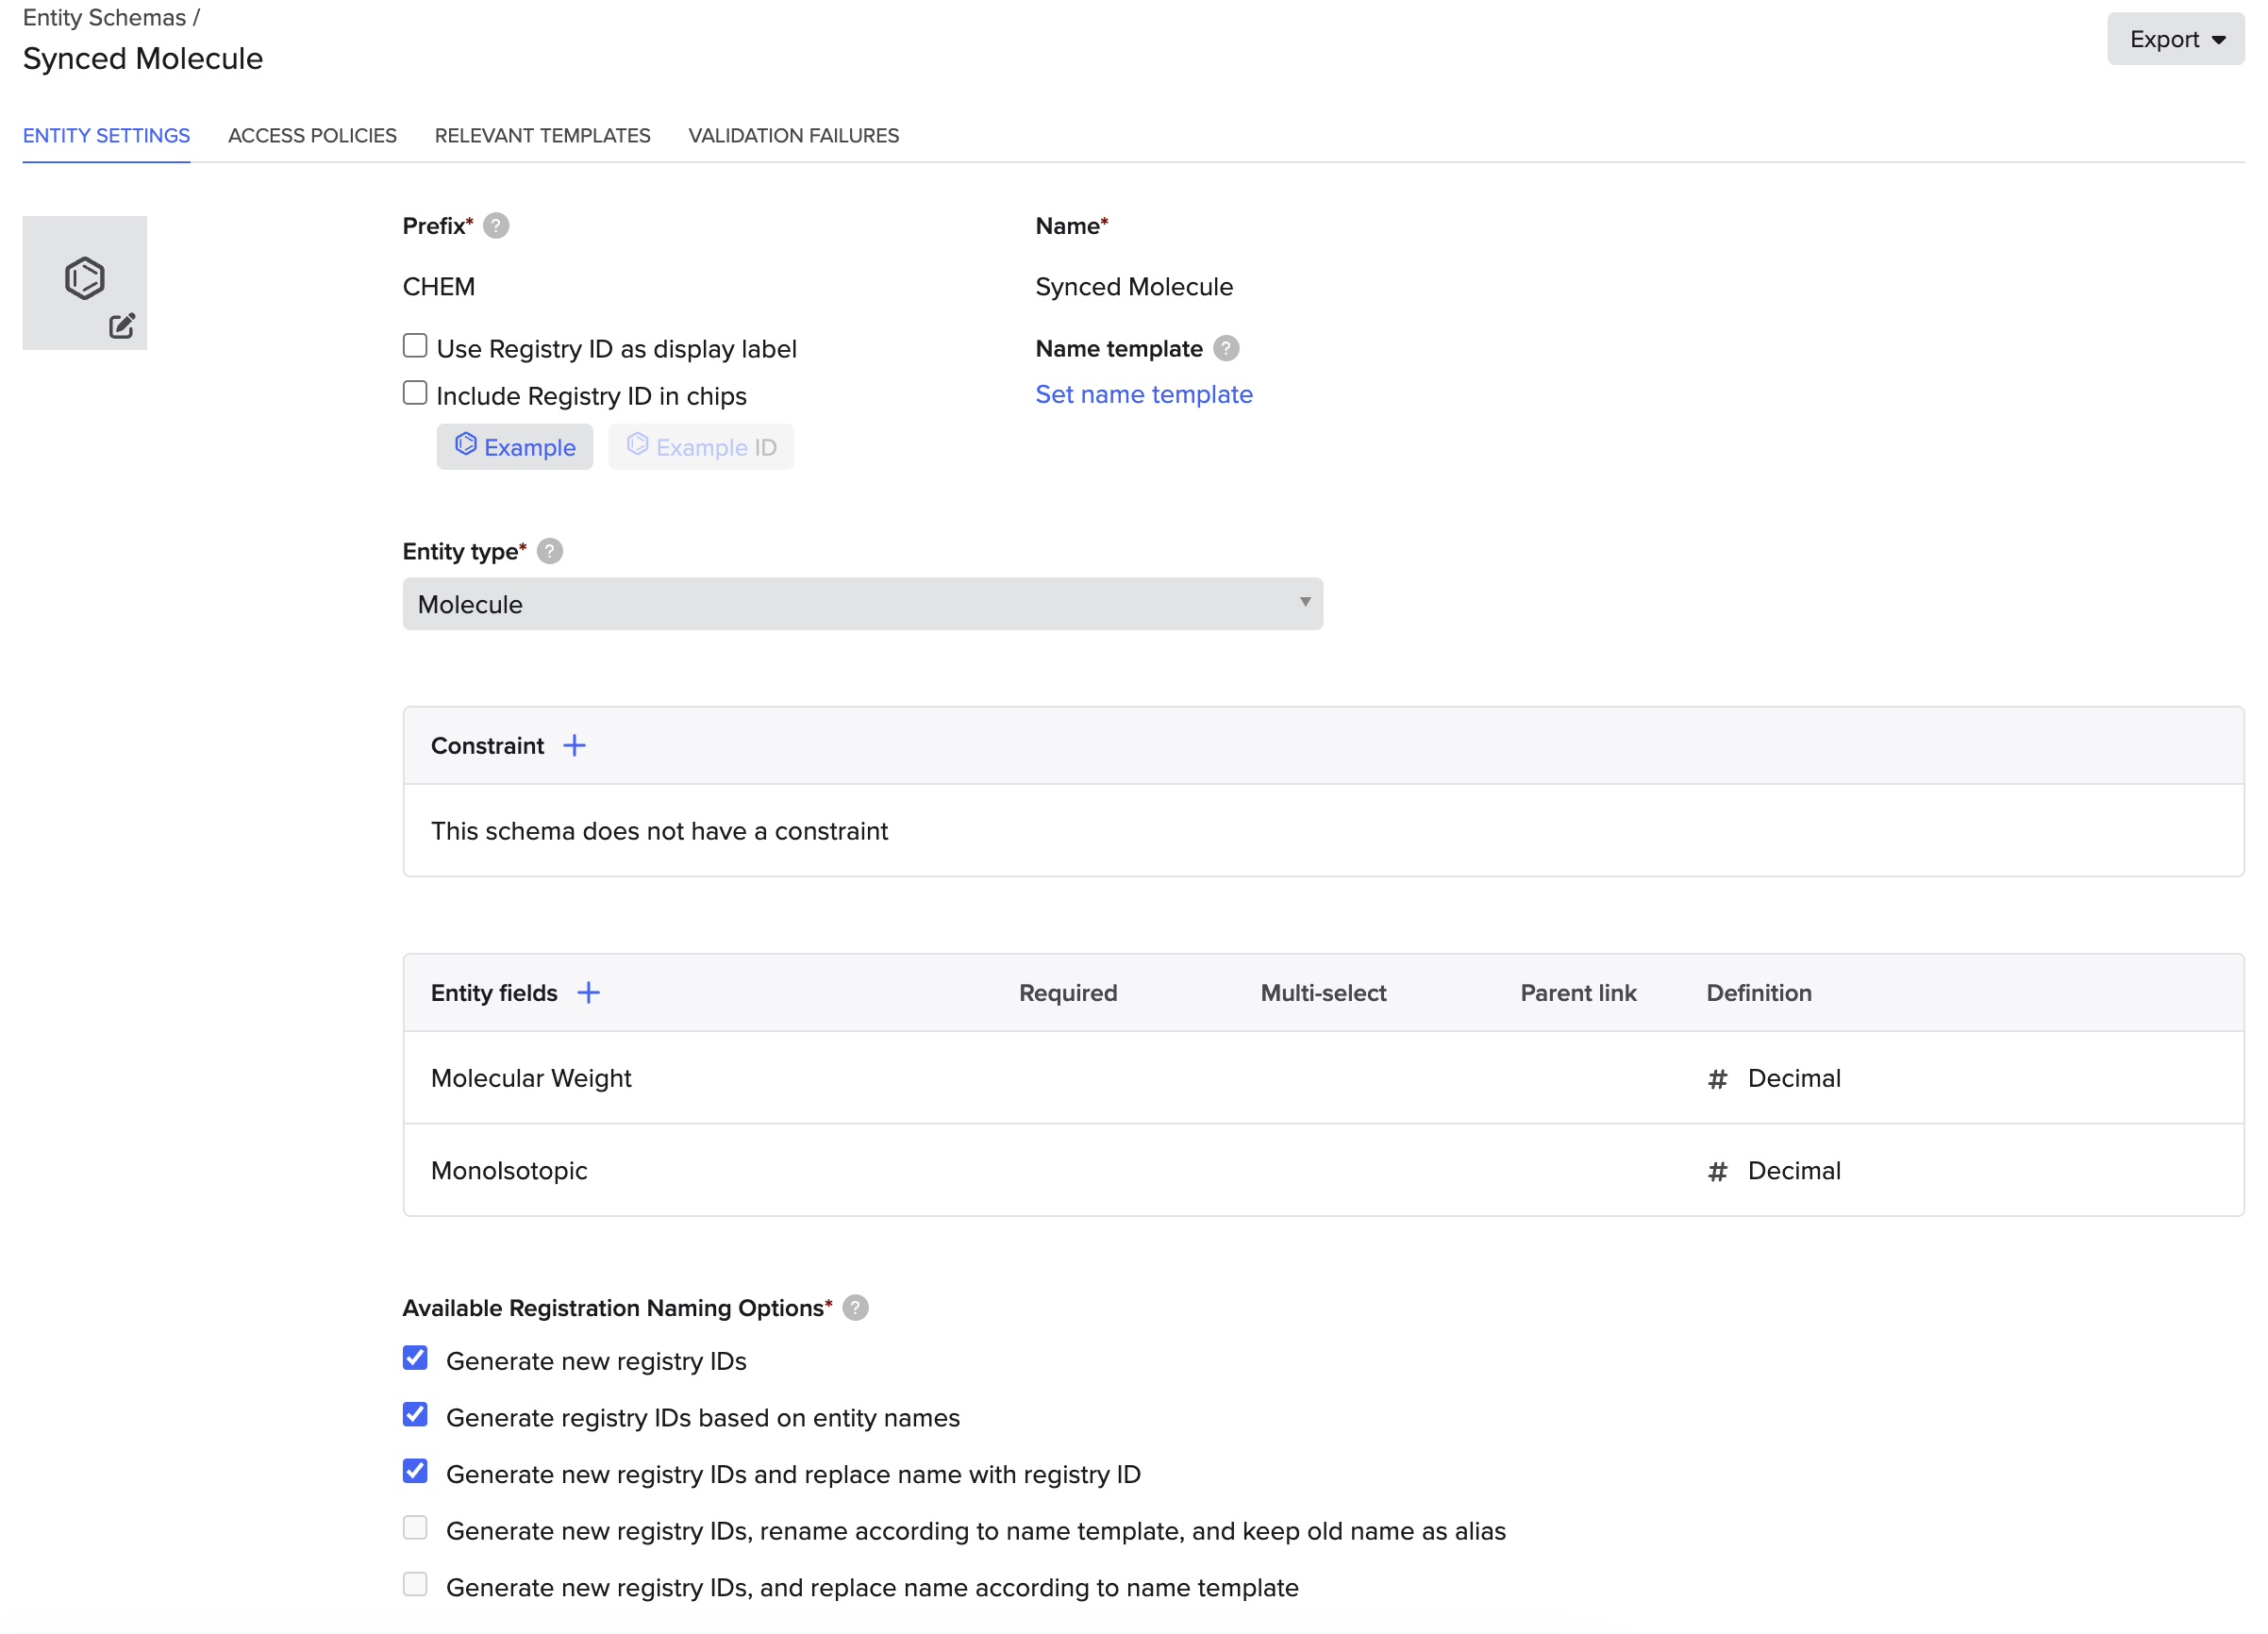 Entity Schemas /
Synced Molecule
Export
ENTITY SETTINGS ACCESS POLICIES RELEVANT TEMPLATES VALIDATION FAILURES
Prefix* ? Name*
CHEM Synced Molecule
Use Registry ID as display label Name template ?
Include Registry ID in chips Set name template
Example Example ID
Entity type* ?
Molecule
Constraint +
This schema does not have a constraint
Entity fields + Required Multi-select Parent link Definition
Molecular Weight # Decimal
MonoIsotopic # Decimal
Available Registration Naming Options* ?
Generate new registry IDs
Generate registry IDs based on entity names
Generate new registry IDs and replace name with registry ID
Generate new registry IDs, rename according to name template, and keep old name as alias
Generate new registry IDs, and replace name according to name template